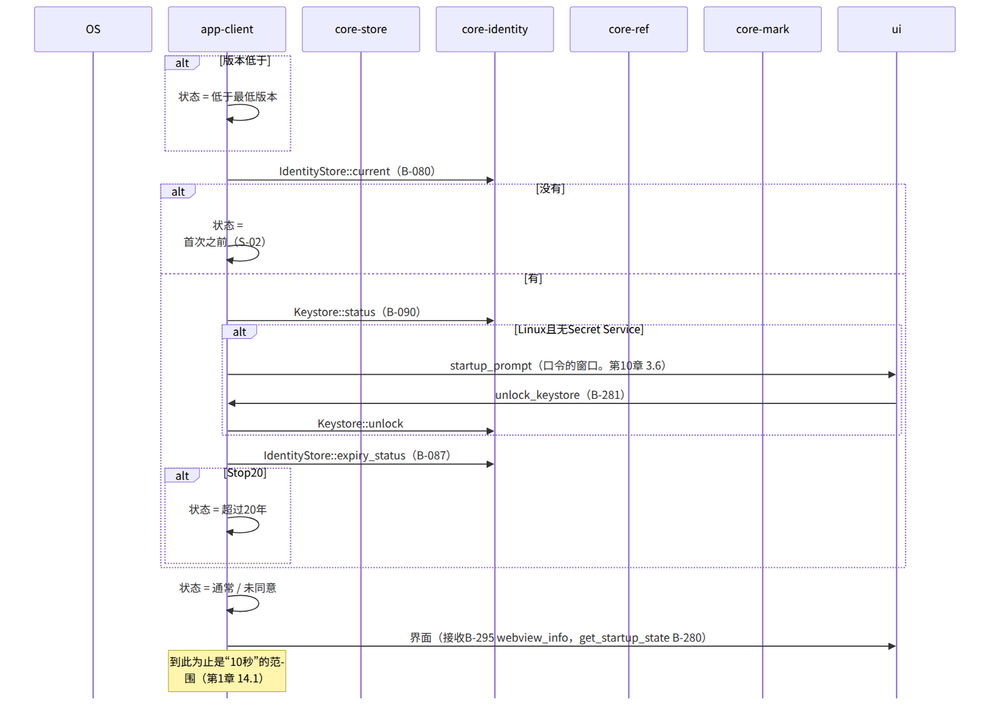 OS
app-client
core-store
core-identity
core-ref
core-mark
ui
alt
[版本低于]
状态 = 低于最低版本
IdentityStore::current（B-080）
alt
[没有]
状态 =
首次之前（S-02）
[有]
Keystore::status（B-090）
alt
[Linux且无Secret Service]
startup_prompt（口令的窗口。第10章 3.6）
unlock_keystore（B-281）
Keystore::unlock
IdentityStore::expiry_status（B-087）
alt
[Stop20]
状态 = 超过20年
状态 = 通常 / 未同意
界面（接收B-295 webview_info，get_startup_state B-280）
到此为止是“10秒”的范-
围（第1章 14.1）